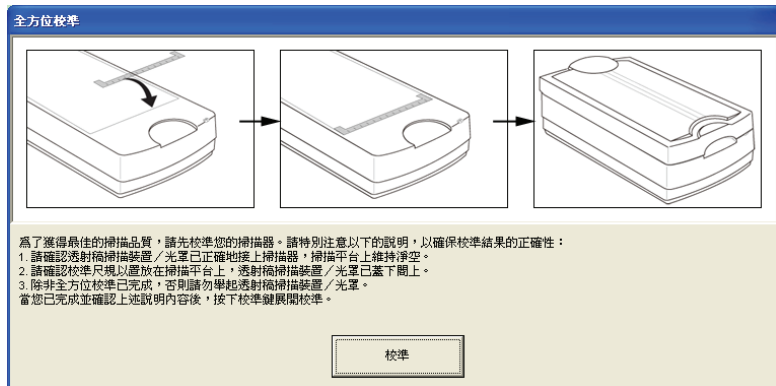 全方位校準
為了獲得最佳的掃描品質，請先校準您的掃描器。請特別注意以下的說明，以確保校準結果的正確性：
1. 請確認透射稿掃描裝置／光罩已正確地接上掃描器，掃描平台上維持淨空。
2. 請確認校準尺規以置放在掃描平台上，透射稿掃描裝置／光罩已蓋下闔上。
3. 除非全方位校準已完成，否則請勿舉起透射稿掃描裝置／光罩。
當您已完成並確認上述說明內容後，按下校準鍵展開校準。
校準